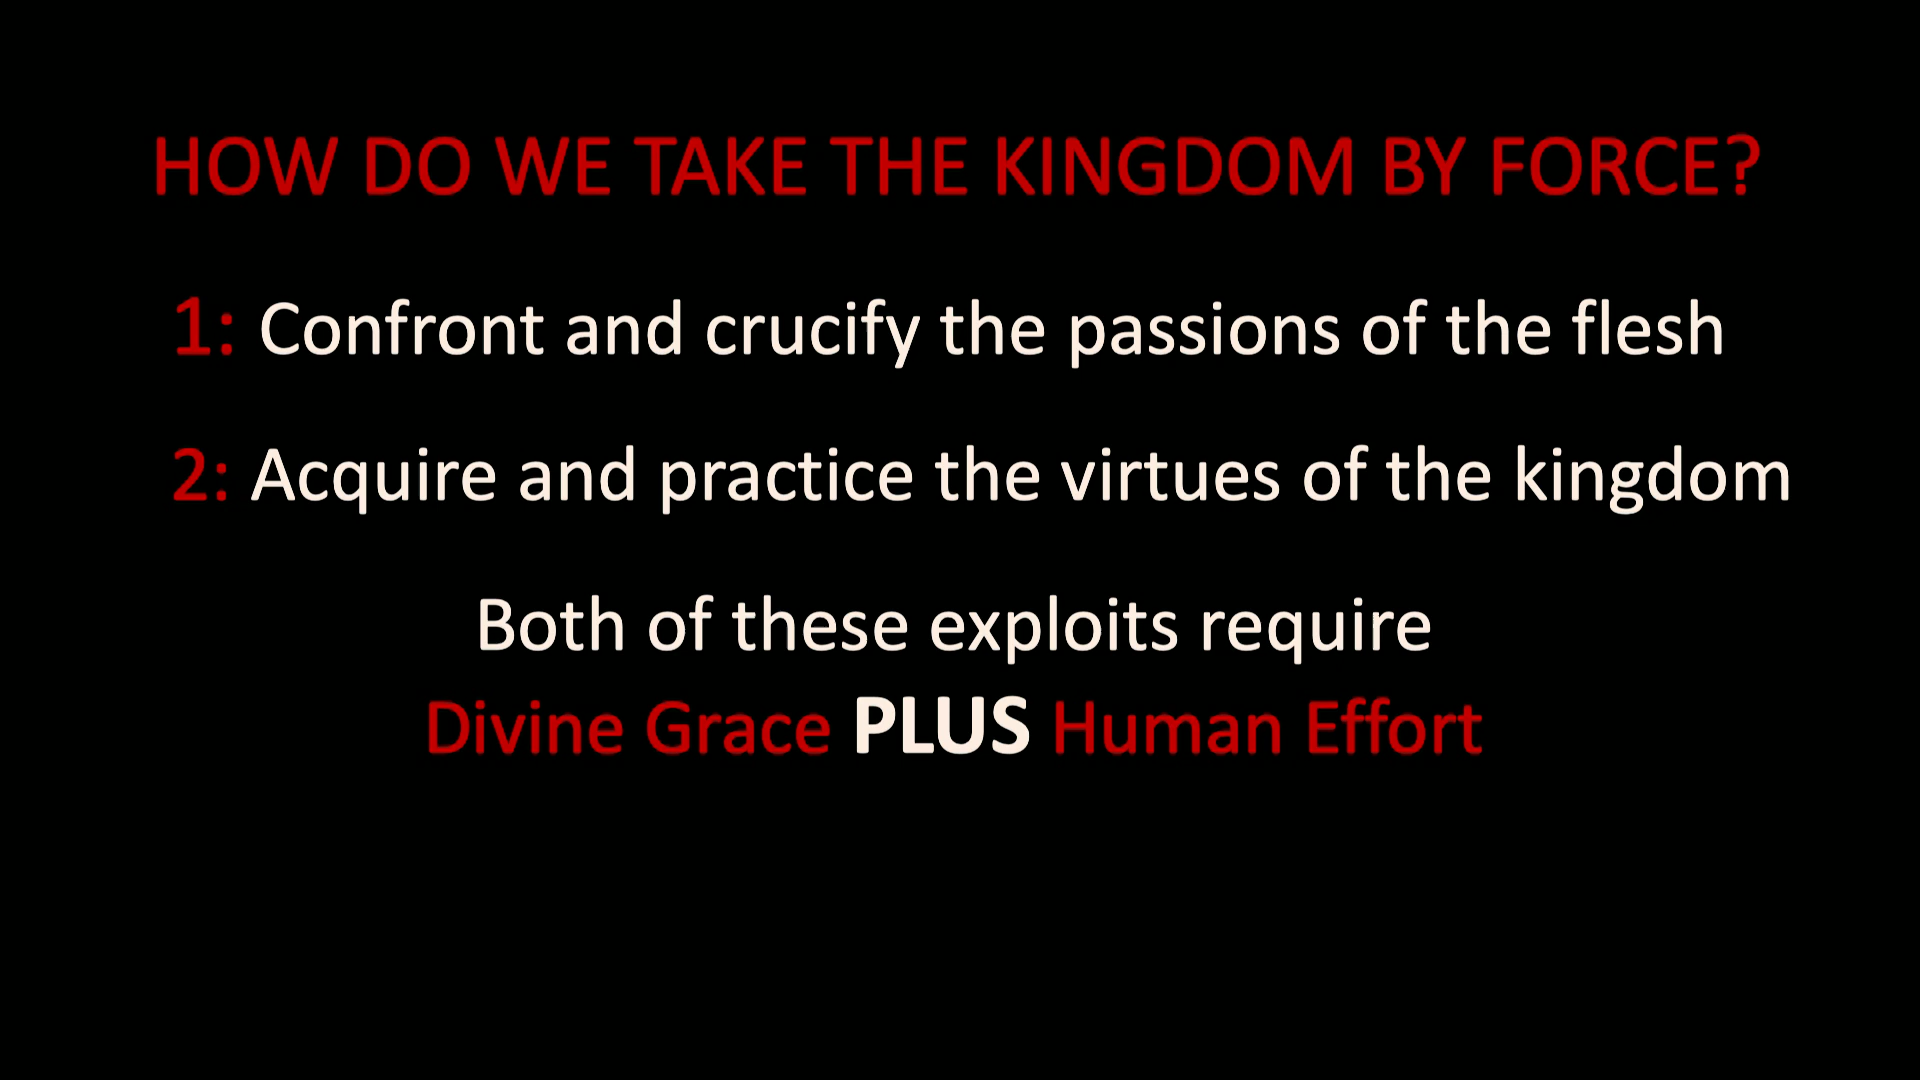 HOW DO WE TAKE THE KINGDOM BY FORCE?
1: Confront and crucify the passions of the flesh
2: Acquire and practice the virtues of the kingdom
Both of these exploits require
Divine Grace PLUS Human Effort